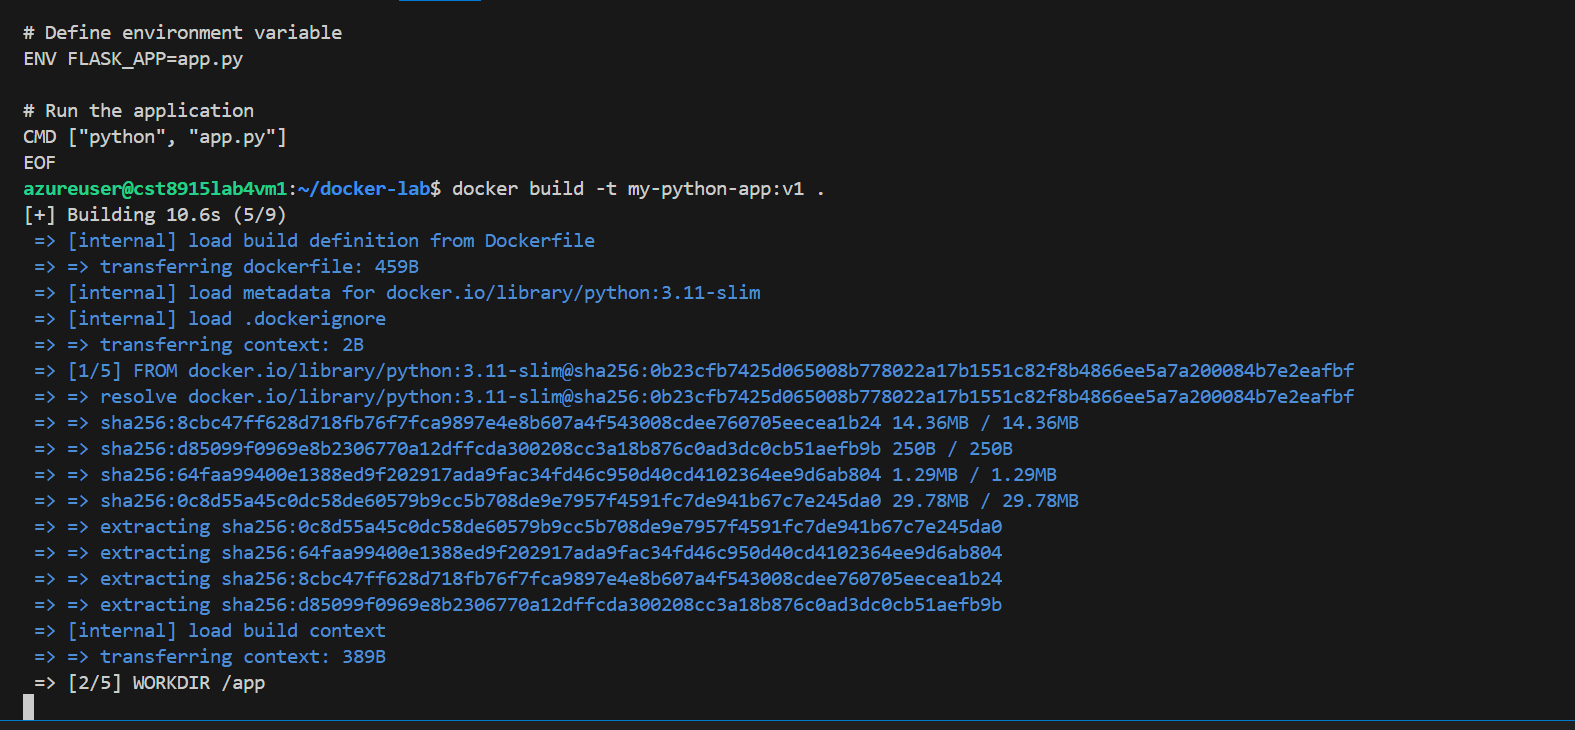 # Define environment variable
ENV FLASK_APP=app.py
# Run the application
CMD ["python", "app.py"]
EOF
azureuser@cst8915lab4vm1:~/docker-lab$ docker build -t my-python-app:v1 .
[+] Building 10.6s (5/9)
=> [internal] load build definition from Dockerfile
=> => transferring dockerfile: 459B
=> [internal] load metadata for docker.io/library/python:3.11-slim
=> [internal] load .dockerignore
=> => transferring context: 2B
=> [1/5] FROM docker.io/library/python:3.11-slim@sha256:0b23cfb7425d065008b778022a17b1551c82f8b4866ee5a7a200084b7e2eafbf
=> => resolve docker.io/library/python:3.11-slim@sha256:0b23cfb7425d065008b778022a17b1551c82f8b4866ee5a7a200084b7e2eafbf
=> => sha256:8cbc47ff628d718fb76f7fca9897e4e8b607a4f543008cdee760705eecea1b24 14.36MB / 14.36MB
=> => sha256:d85099f0969e8b2306770a12dffcda300208cc3a18b876c0ad3dc0cb51aefb9b 250B / 250B
=> => sha256:64faa99400e1388ed9f202917ada9fac34fd46c950d40cd4102364ee9d6ab804 1.29MB / 1.29MB
=> => sha256:0c8d55a45c0dc58de60579b9cc5b708de9e7957f4591fc7de941b67c7e245da0 29.78MB / 29.78MB
=> => extracting sha256:0c8d55a45c0dc58de60579b9cc5b708de9e7957f4591fc7de941b67c7e245da0
=> => extracting sha256:64faa99400e1388ed9f202917ada9fac34fd46c950d40cd4102364ee9d6ab804
=> => extracting sha256:8cbc47ff628d718fb76f7fca9897e4e8b607a4f543008cdee760705eecea1b24
=> => extracting sha256:d85099f0969e8b2306770a12dffcda300208cc3a18b876c0ad3dc0cb51aefb9b
=> [internal] load build context
=> => transferring context: 389B
=> [2/5] WORKDIR /app